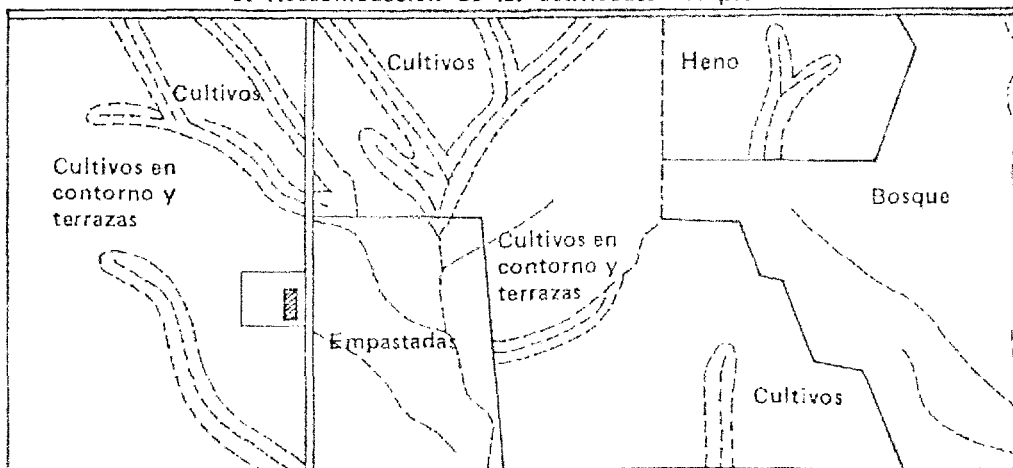 Cultivos
Cultivos
Heno
Cultivos en
contorno y
terrazas
Bosque
Cultivos en
contorno y
terrazas
Empastadas
Cultivos